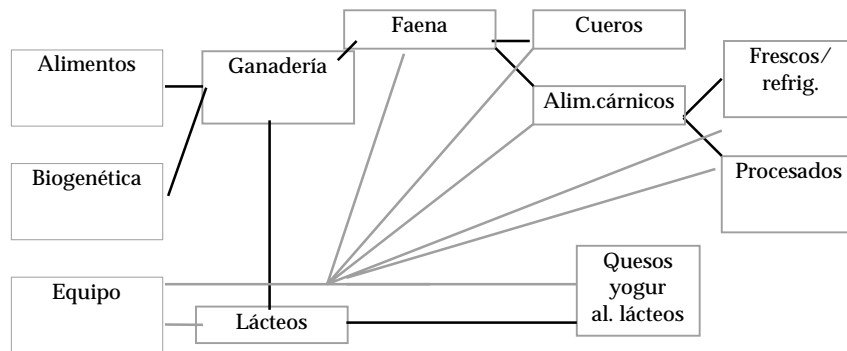 Faena
Cueros
Alimentos
Ganadería
Frescos/
refrig.
Alim.cárnicos
Biogenética
Procesados
Equipo
Quesos
yogur
al. lácteos
Lácteos